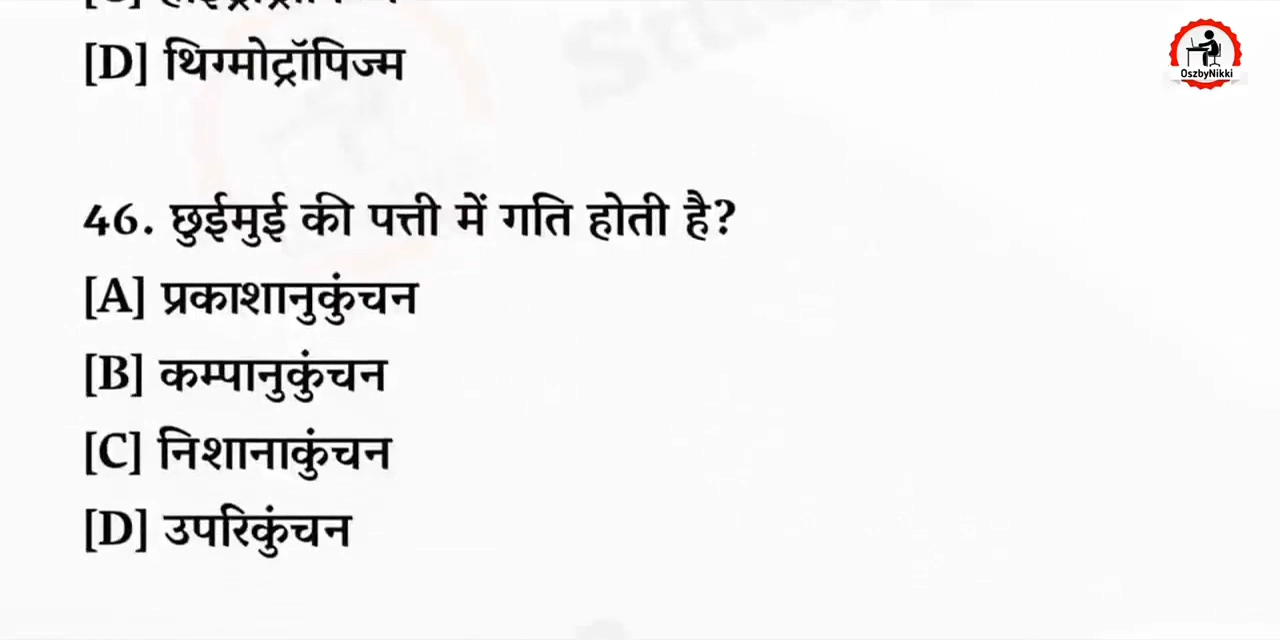 [D] थिग्मोट्रॉपिज्म
OszbyNikki
46. छुईमुई की पत्ती में गति होती है?
[A] प्रकाशानुकुंचन
[B] कम्पानुकुंचन
[C] निशानाकुंचन
[D] उपरिकुंचन